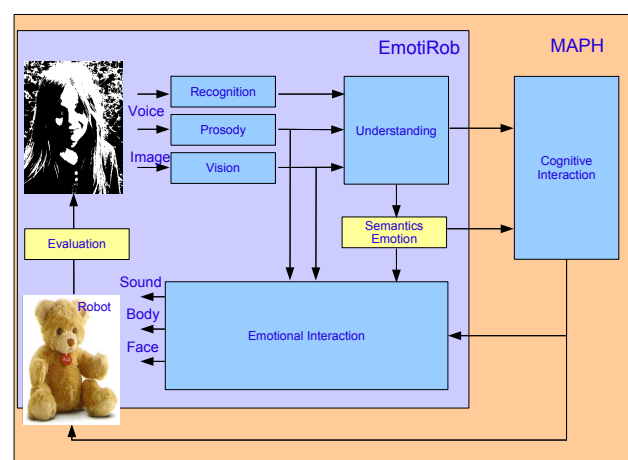 EmotiRob
MAPH
Recognition
Voice
Prosody
Understanding
Image
Vision
Cognitive
Interaction
Semantics
Emotion
Evaluation
Sound
Robot
Body
Emotional Interaction
Face